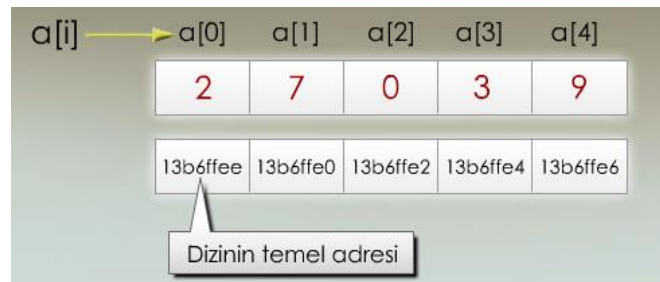 a[i] a[0] a[1] a[2] a[3] a[4]
2 7 0 3 9
13b6ffee 13b6ffe0 13b6ffe2 13b6ffe4 13b6ffe6
Dizinin temel adresi